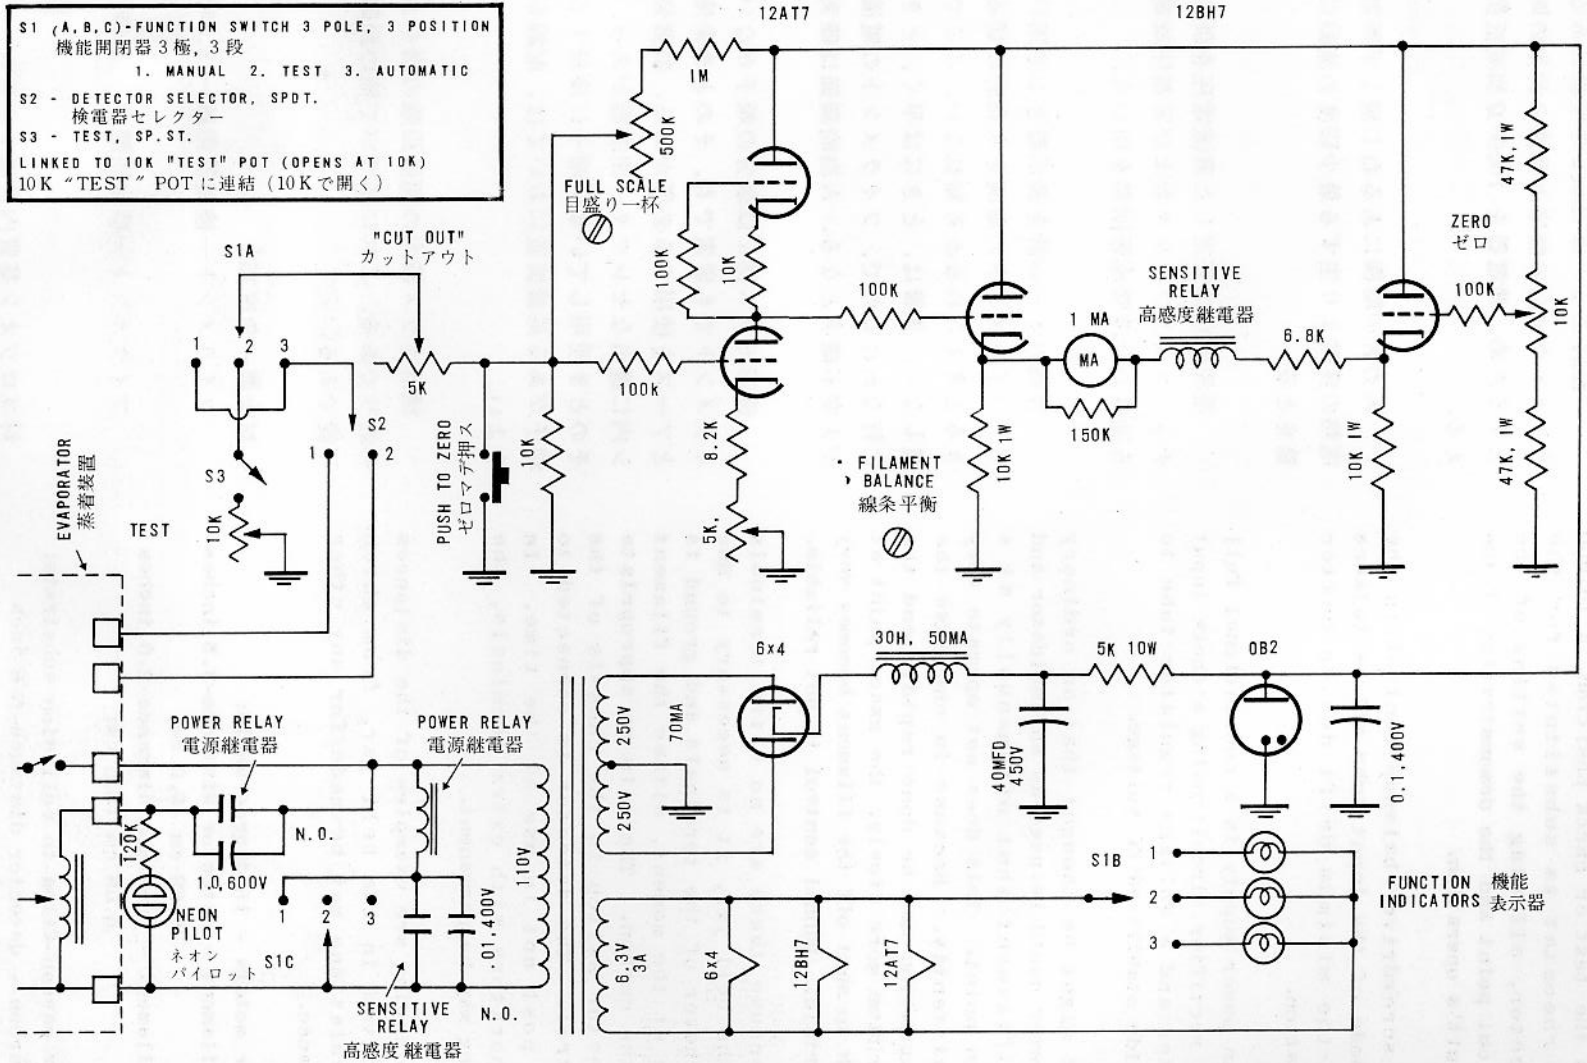 S1 (A,B,C)-FUNCTION SWITCH 3 POLE, 3 POSITION
機能開閉器3極,3段
1. MANUAL 2. TEST 3. AUTOMATIC
S2 - DETECTOR SELECTOR, SPDT.
検電器セレクター
S3 - TEST, SP.ST.
LINKED TO 10K "TEST" POT (OPENS AT 10K)
10K “TEST” POTに連結(10Kで開く)
12AT7
12BH7
1M
500K
FULL SCALE
目盛り一杯
100K
10K
S1A
"CUT OUT"
カットアウト
1
2
3
5K
100k
100K
1 MA
MA
SENSITIVE
RELAY
高感度継電器
6.8K
150K
ZERO
ゼロ
100K
47K,1W
10K
47K,1W
S2
1
2
S3
10K
TEST
EVAPORATOR
蒸着装置
PUSH TO ZERO
ゼロマデ押ス
10K
8.2K
5K,
FILAMENT
BALANCE
線条平衡
10K 1W
10K 1W
6x4
30H, 50MA
5K 10W
OB2
250V
250V
70MA
40MFD
450V
0.1,400V
POWER RELAY
電源継電器
POWER RELAY
電源継電器
120K
N.O.
1.0,600V
NEON
PILOT
ネオン
パイロット
S1C
1
2
3
.01,400V
110V
SENSITIVE
RELAY
高感度継電器
N.O.
6.3V
3A
6x4
12BH7
12AT7
S1B
1
2
3
FUNCTION
INDICATORS
機能
表示器